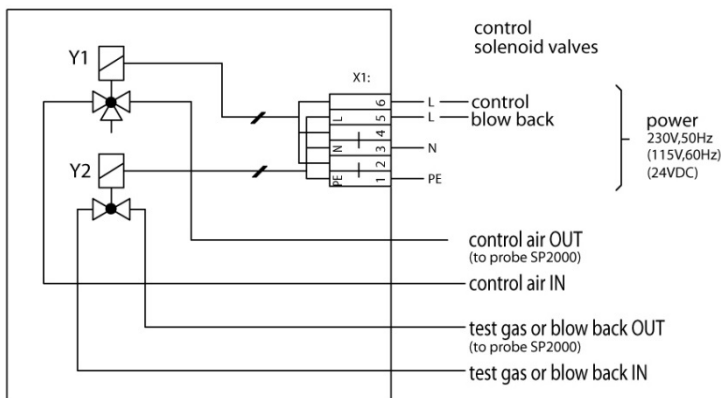 control
solenoid valves
Y1
X1:
6
L
control
L
5
L
blow back
4
N
3
N
2
PE
1
PE
power
230V,50Hz
(115V,60Hz)
(24VDC)
Y2
control air OUT
(to probe SP2000)
control air IN
test gas or blow back OUT
(to probe SP2000)
test gas or blow back IN